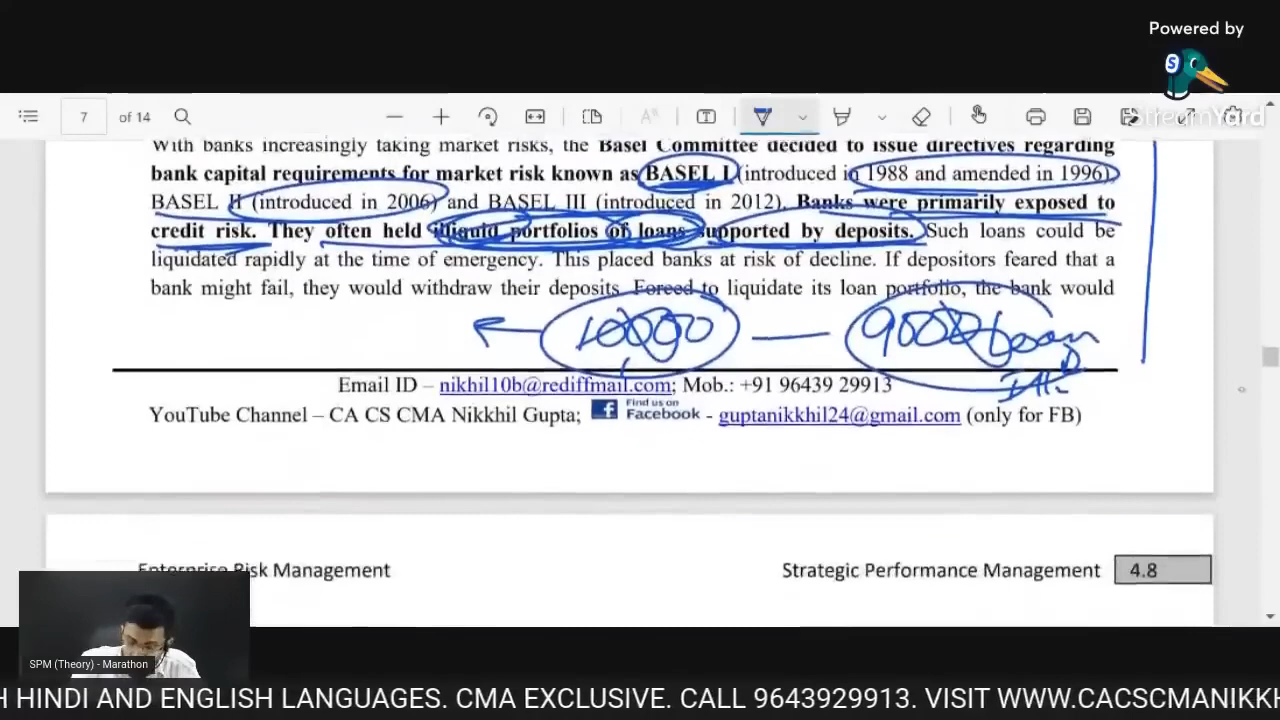 Powered by
S
StreamYard
7 of 14
With banks increasingly taking market risks, the Basel Committee decided to issue directives regarding
bank capital requirements for market risk known as BASEL I (introduced in 1988 and amended in 1996)
BASEL II (introduced in 2006) and BASEL III (introduced in 2012). Banks were primarily exposed to
credit risk. They often held illiquid portfolios of loans supported by deposits. Such loans could be
liquidated rapidly at the time of emergency. This placed banks at risk of decline. If depositors feared that a
bank might fail, they would withdraw their deposits. Forced to liquidate its loan portfolio, the bank would
10000 9000 Loan
Email ID – nikhil10b@rediffmail.com; Mob.: +91 96439 29913
YouTube Channel – CA CS CMA Nikkhil Gupta; Find us on Facebook - guptanikkhil24@gmail.com (only for FB)
Enterprise Risk Management Strategic Performance Management 4.8
SPM (Theory) - Marathon
H HINDI AND ENGLISH LANGUAGES. CMA EXCLUSIVE. CALL 9643929913. VISIT WWW.CACSCMANIKKH